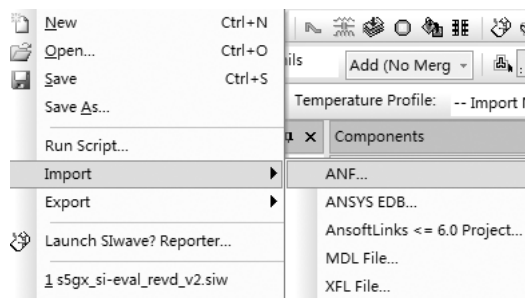 New Ctrl+N
Open... Ctrl+O
Save Ctrl+S
Save As...
Run Script...
Import
Export
Launch SIwave? Reporter...
1 s5gx_si-eval_revd_v2.siw
Add (No Merg
Temperature Profile: -- Import
Components
ANF...
ANSYS EDB...
AnsoftLinks <= 6.0 Project...
MDL File...
XFL File...